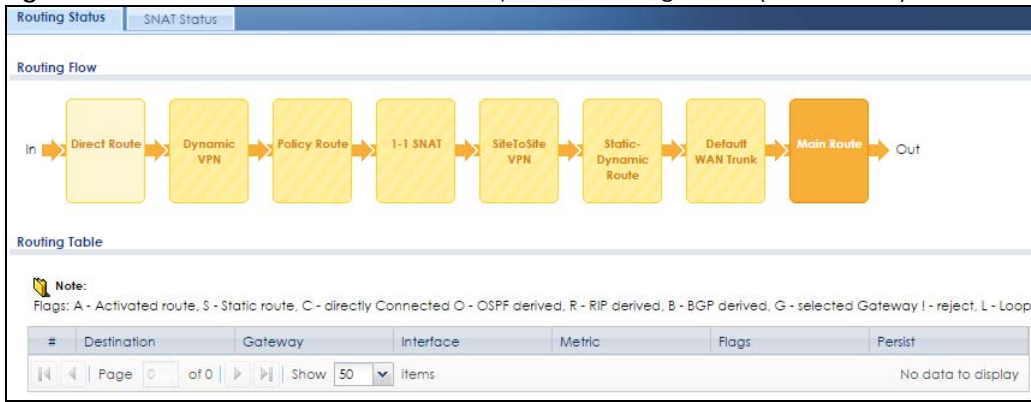 Routing Status SNAT Status
Routing Flow
In Direct Route Dynamic VPN Policy Route 1-1 SNAT SiteToSite VPN Static-Dynamic Route Default WAN Trunk Main Route Out
Routing Table
Note:
Flags: A - Activated route, S - Static route, C - directly Connected O - OSPF derived, R - RIP derived, B - BGP derived, G - selected Gateway ! - reject, L - Loop
# Destination Gateway Interface Metric Flags Persist
Page 0 of 0 Show 50 items No data to display